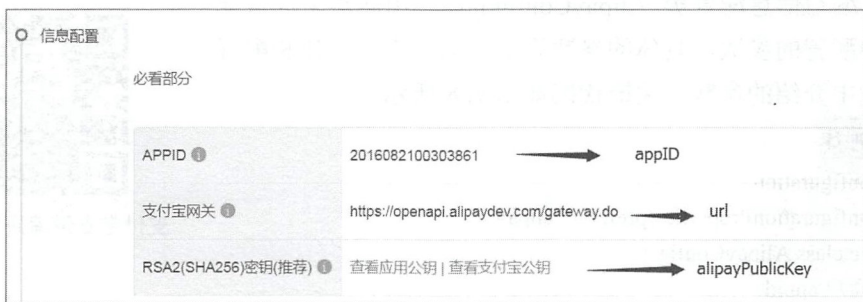 信息配置
必看部分
APPID 2016082100303861 appID
支付宝网关 https://openapi.alipaydev.com/gateway.do url
RSA2(SHA256)密钥(推荐) 查看应用公钥 | 查看支付宝公钥 alipayPublicKey